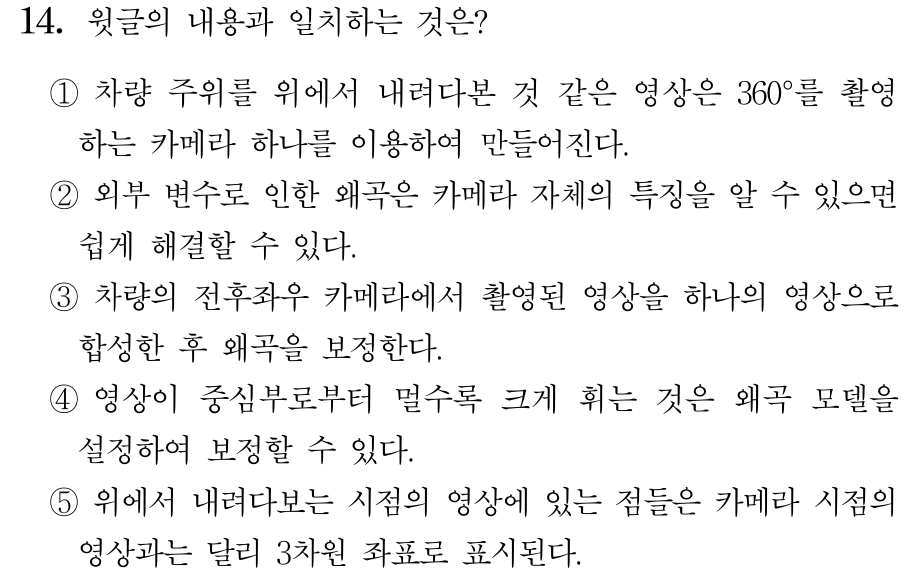 14. 윗글의 내용과 일치하는 것은?
① 차량 주위를 위에서 내려다본 것 같은 영상은 360°를 촬영
하는 카메라 하나를 이용하여 만들어진다.
② 외부 변수로 인한 왜곡은 카메라 자체의 특징을 알 수 있으면
쉽게 해결할 수 있다.
③ 차량의 전후좌우 카메라에서 촬영된 영상을 하나의 영상으로
합성한 후 왜곡을 보정한다.
④ 영상이 중심부로부터 멀수록 크게 휘는 것은 왜곡 모델을
설정하여 보정할 수 있다.
⑤ 위에서 내려다보는 시점의 영상에 있는 점들은 카메라 시점의
영상과는 달리 3차원 좌표로 표시된다.